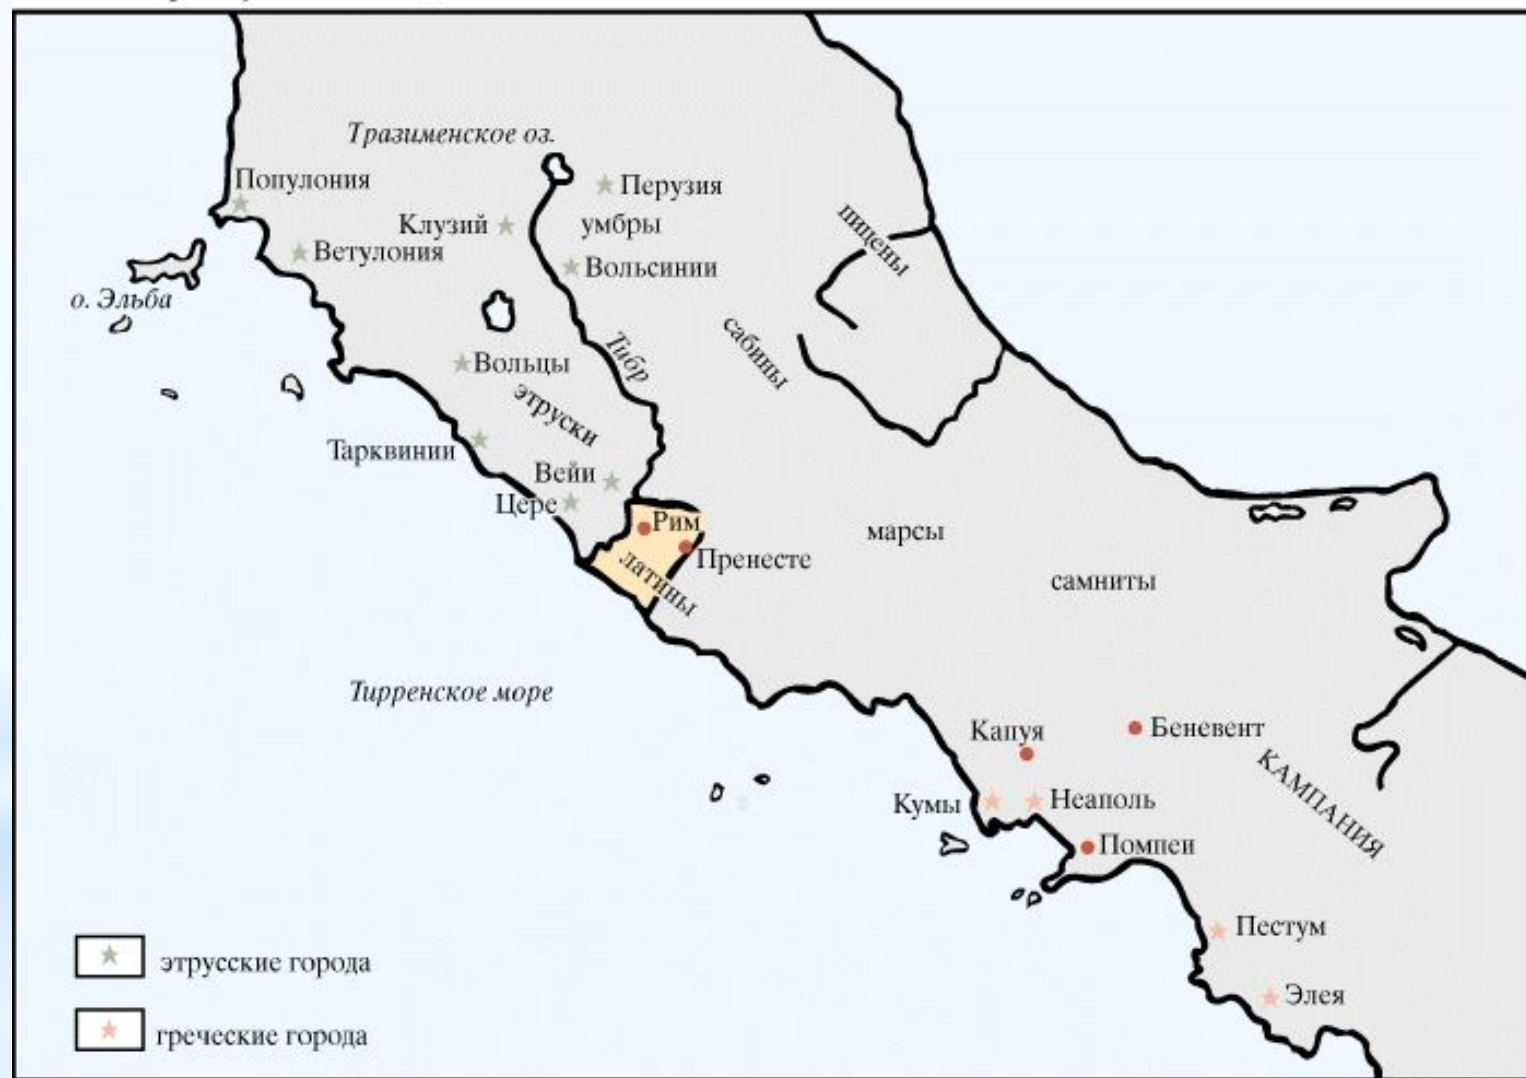 Тразименское оз.
Популония
Перузия
Клузий
умбры
пицены
Ветулония
Вольсинии
о. Эльба
сабины
Тибр
Вольцы
этруски
Тарквинии
Вейи
Цере
Рим
марсы
Пренесте
латины
самниты
Тирренское море
Капуя
Беневент
КАМПАНИЯ
Кумы
Неаполь
Помпеи
Пестум
этрусские города
Элея
греческие города